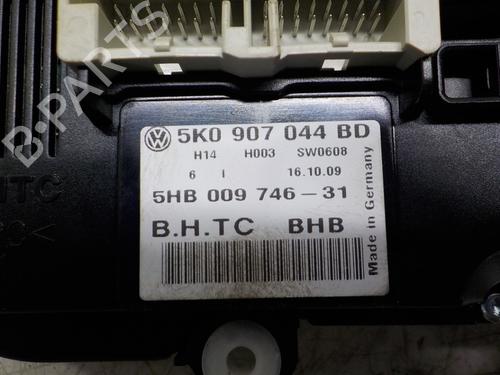 B-PARTS
5K0 907 044 BD
H14 H003 SW0608
6 I 16.10.09
5HB 009 746-31
B.H.TC BHB
Made in Germany